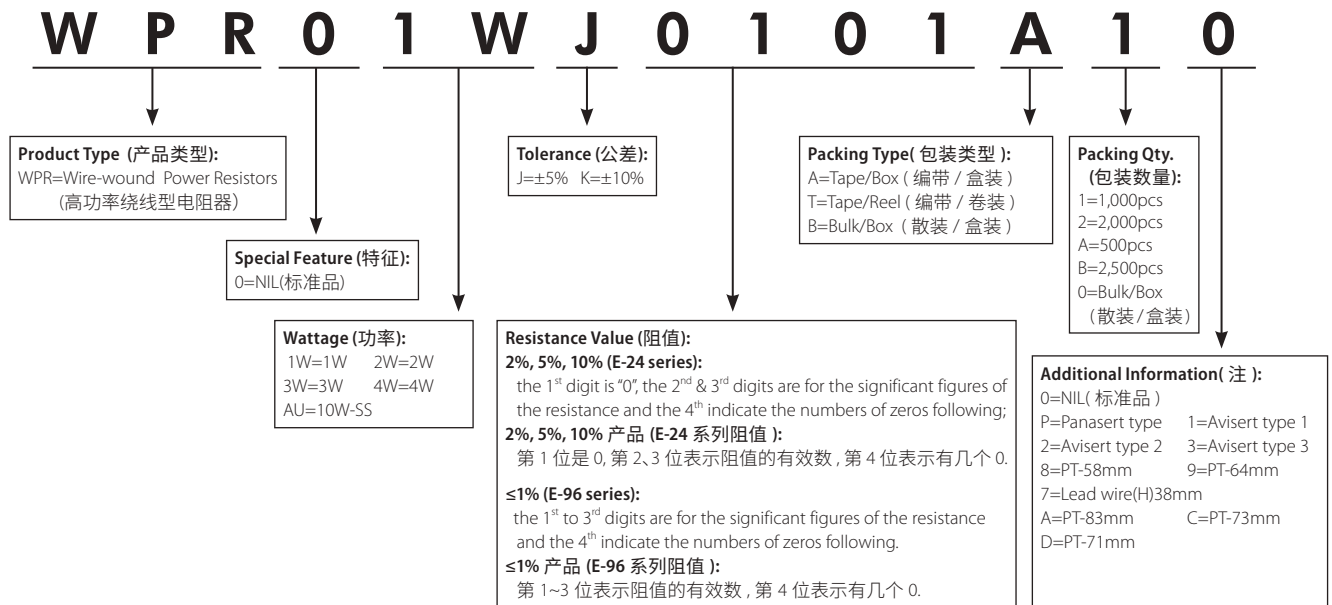 W P R 0 1 W J 0 1 0 1 A 1 0
Product Type (产品类型):
WPR=Wire-wound Power Resistors
(高功率绕线型电阻器)
Special Feature (特征):
0=NIL(标准品)
Wattage (功率):
1W=1W 2W=2W
3W=3W 4W=4W
AU=10W-SS
Tolerance (公差):
J=±5% K=±10%
Resistance Value (阻值):
2%, 5%, 10% (E-24 series):
the 1st digit is “0”, the 2nd & 3rd digits are for the significant figures of
the resistance and the 4th indicate the numbers of zeros following;
2%, 5%, 10% 产品 (E-24 系列阻值 ):
第 1 位是 0, 第 2、3 位表示阻值的有效数 , 第 4 位表示有几个 0.
≤1% (E-96 series):
the 1st to 3rd digits are for the significant figures of the resistance
and the 4th indicate the numbers of zeros following.
≤1% 产品 (E-96 系列阻值 ):
第 1~3 位表示阻值的有效数 , 第 4 位表示有几个 0.
Packing Type( 包装类型 ):
A=Tape/Box ( 编带 / 盒装 )
T=Tape/Reel ( 编带 / 卷装 )
B=Bulk/Box ( 散装 / 盒装 )
Packing Qty.
(包装数量):
1=1,000pcs
2=2,000pcs
A=500pcs
B=2,500pcs
0=Bulk/Box
(散装/盒装)
Additional Information( 注 ):
0=NIL( 标准品 )
P=Panasert type 1=Avisert type 1
2=Avisert type 2 3=Avisert type 3
8=PT-58mm 9=PT-64mm
7=Lead wire(H)38mm
A=PT-83mm C=PT-73mm
D=PT-71mm